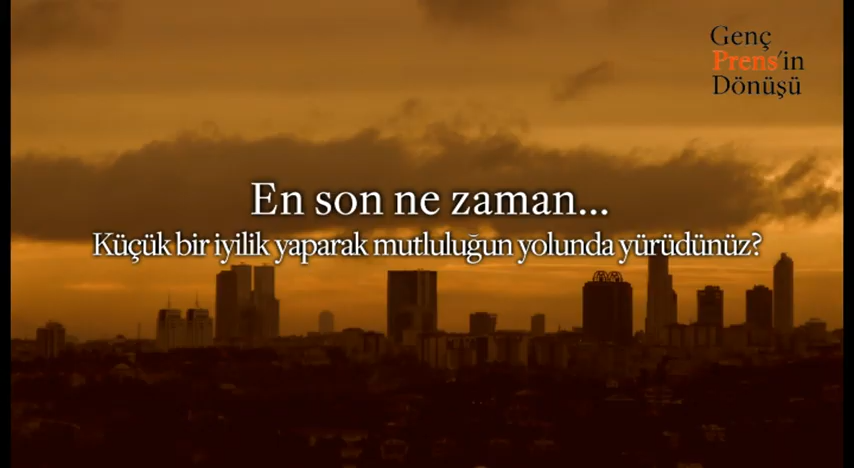 Genç
Prens'in
Dönüşü
En son ne zaman...
Küçük bir iyilik yaparak mutluluğun yolunda yürüdünüz?